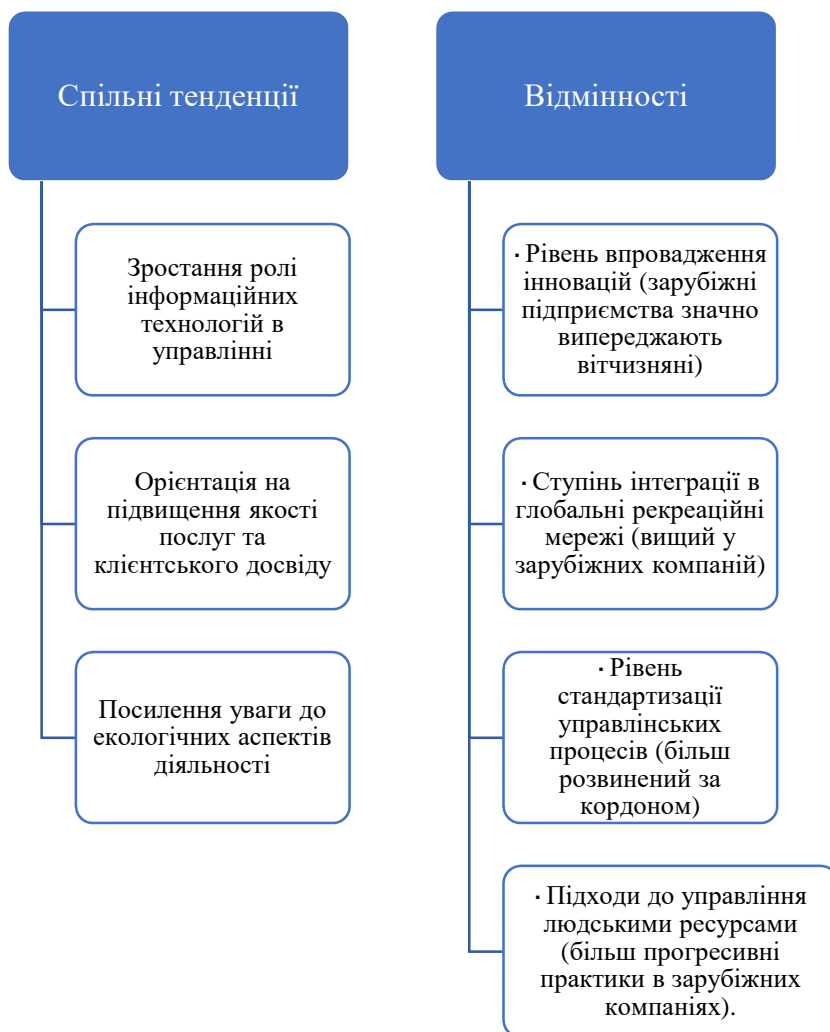 Спільні тенденції
Зростання ролі
інформаційних
технологій в
управлінні
Орієнтація на
підвищення якості
послуг та
клієнтського досвіду
Посилення уваги до
екологічних аспектів
діяльності
Відмінності
· Рівень впровадження
інновацій (зарубіжні
підприємства значно
випереджають
вітчизняні)
· Ступінь інтеграції в
глобальні рекреаційні
мережі (вищий у
зарубіжних компаній)
· Рівень
стандартизації
управлінських
процесів (більш
розвинений за
кордоном)
· Підходи до управління
людськими ресурсами
(більш прогресивні
практики в зарубіжних
компаніях).